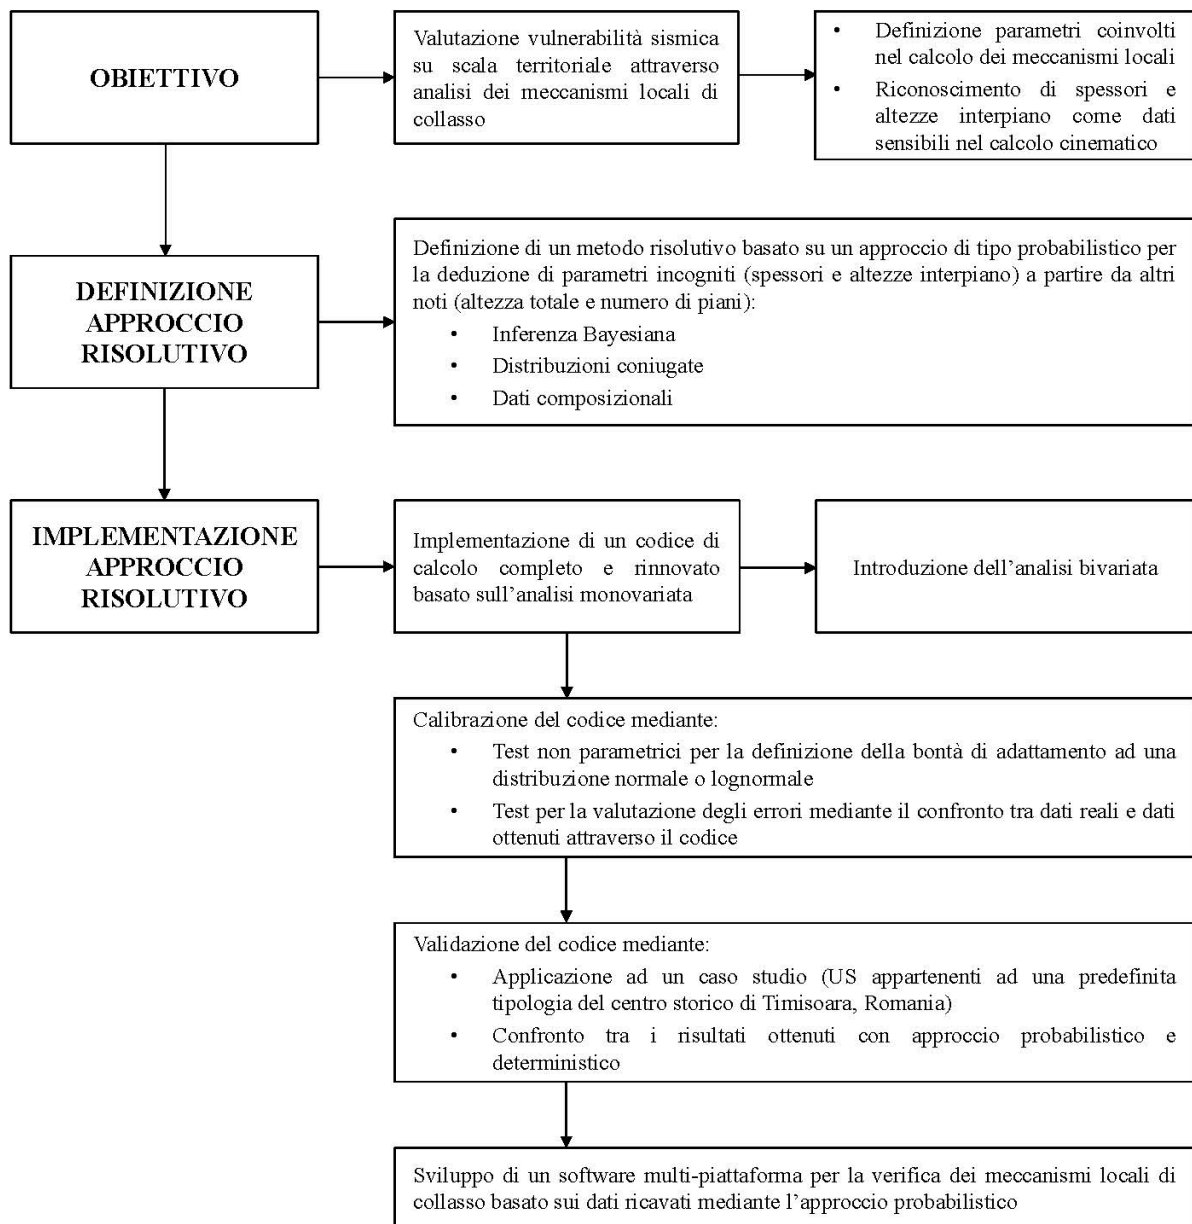 OBIETTIVO
Valutazione vulnerabilità sismica
su scala territoriale attraverso
analisi dei meccanismi locali di
collasso
• Definizione parametri coinvolti
nel calcolo dei meccanismi locali
• Riconoscimento di spessori e
altezze interpiano come dati
sensibili nel calcolo cinematico
DEFINIZIONE
APPROCCIO
RISOLUTIVO
Definizione di un metodo risolutivo basato su un approccio di tipo probabilistico per
la deduzione di parametri incogniti (spessori e altezze interpiano) a partire da altri
noti (altezza totale e numero di piani):
• Inferenza Bayesiana
• Distribuzioni coniugate
• Dati composizionali
IMPLEMENTAZIONE
APPROCCIO
RISOLUTIVO
Implementazione di un codice di
calcolo completo e rinnovato
basato sull'analisi monovariata
Introduzione dell'analisi bivariata
Calibrazione del codice mediante:
• Test non parametrici per la definizione della bontà di adattamento ad una
distribuzione normale o lognormale
• Test per la valutazione degli errori mediante il confronto tra dati reali e dati
ottenuti attraverso il codice
Validazione del codice mediante:
• Applicazione ad un caso studio (US appartenenti ad una predefinita
tipologia del centro storico di Timisoara, Romania)
• Confronto tra i risultati ottenuti con approccio probabilistico e
deterministico
Sviluppo di un software multi-piattaforma per la verifica dei meccanismi locali di
collasso basato sui dati ricavati mediante l'approccio probabilistico